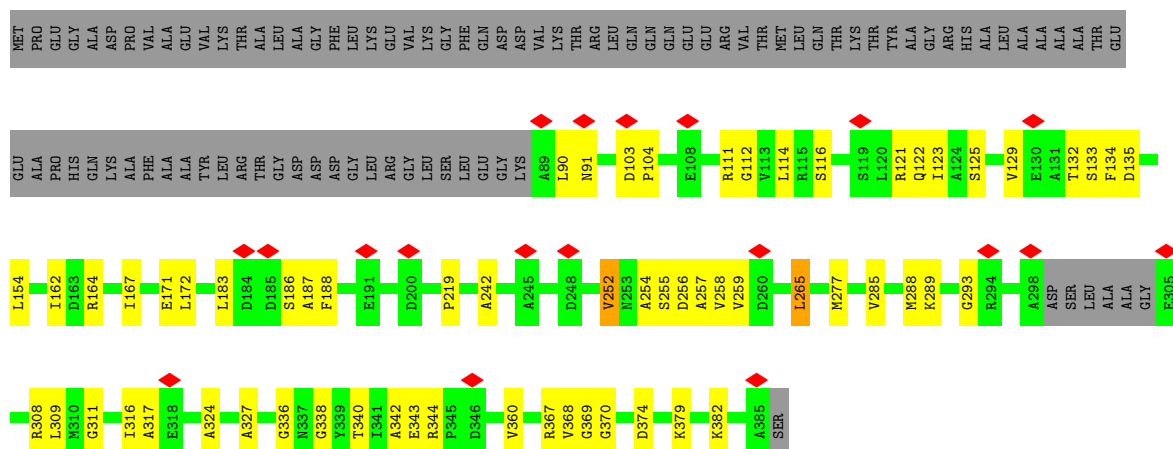 MET PRO GLU GLY ALA ASP PRO VAL ALA GLU VAL LYS THR ALA LEU ALA GLY PHE LEU LYS GLU VAL LYS GLY PHE GLN ASP ASP VAL LYS THR ARG LEU GLN GLN GLN GLU GLU ARG VAL THR MET LEU GLN THR LYS THR TYR ALA GLY ARG HIS ALA LEU ALA ALA ALA ALA THR GLU
GLU ALA PRO HIS GLN LYS ALA PHE ALA ALA TYR LEU ARG THR GLY ASP ASP ASP GLY LEU ARG GLY LEU SER LEU GLU GLY LYS A89 L90 N91 D103 P104 E108 R111 G112 V113 L114 R115 S116 S119 L120 R121 Q122 I123 A124 S125 V129 E130 A131 T132 S133 F134 D135
L154 I162 D163 R164 I167 E171 L172 L183 D184 D185 S186 A187 F188 E191 D200 P219 A242 A245 D248 V252 N253 A254 S255 D256 A257 V258 V259 D260 L265 M277 V285 M288 K289 G293 R294 A298 ASP SER LEU ALA ALA GLY E305
R308 L309 M310 G311 I316 A317 E318 A324 A327 G336 N337 G338 Y339 T340 I341 A342 E343 R344 P345 D346 V360 R367 V368 G369 G370 D374 K379 K382 A385 SER